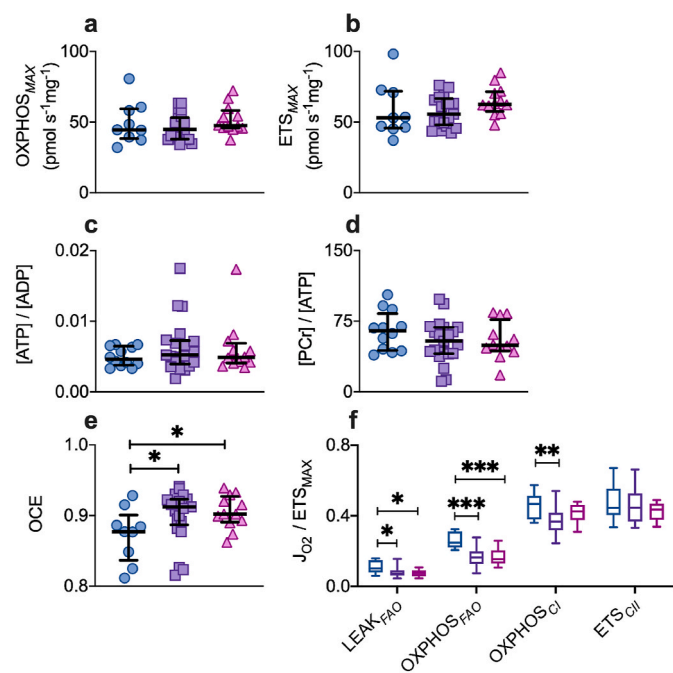 a
OXPHOSMAX
(pmol s⁻¹mg⁻¹)
100
50
0
b
ETSMAX
(pmol s⁻¹mg⁻¹)
100
50
0
c
[ATP] / [ADP]
0.02
0.01
0.00
d
[PCr] / [ATP]
150
75
0
e
OCE
1.0
0.9
0.8
*
*
f
JO2 / ETSMAX
0.8
0.4
0.0
*
*
***
***
**
LEAKFAO
OXPHOSFAO
OXPHOSCI
ETSCII